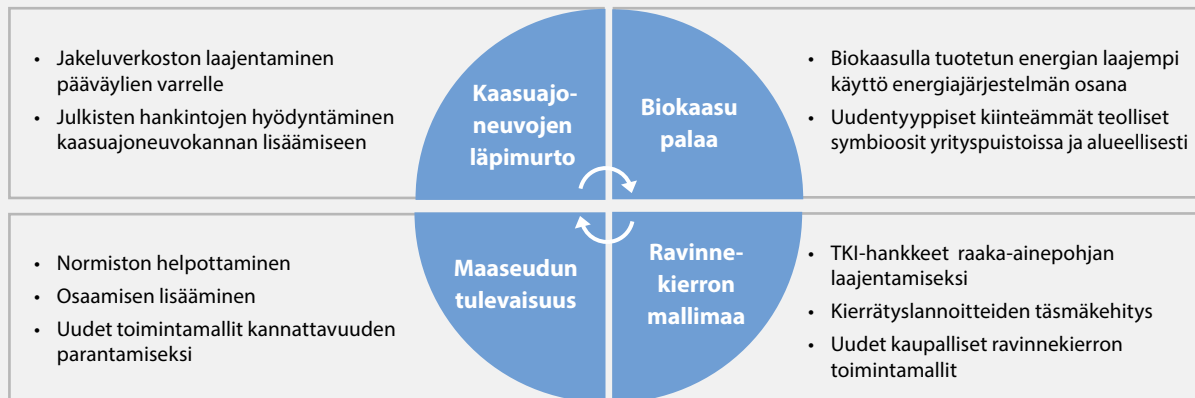 • Jakeluverkoston laajentaminen
pääväylien varrelle
• Julkisten hankintojen hyödyntäminen
kaasuajoneuvokannan lisäämiseen
Kaasuajo-
neuvojen
läpimurto
Biokaasu
palaa
• Biokaasulla tuotetun energian laajempi
käyttö energiajärjestelmän osana
• Uudentyyppiset kiinteämmät teolliset
symbioosit yrityspuistoissa ja alueellisesti
• Normiston helpottaminen
• Osaamisen lisääminen
• Uudet toimintamallit kannattavuuden
parantamiseksi
Maaseudun
tulevaisuus
Ravinne-
kierron
mallimaa
• TKI-hankkeet raaka-ainepohjan
laajentamiseksi
• Kierrätyslannoitteiden täsmäkehitys
• Uudet kaupalliset ravinnekierron
toimintamallit